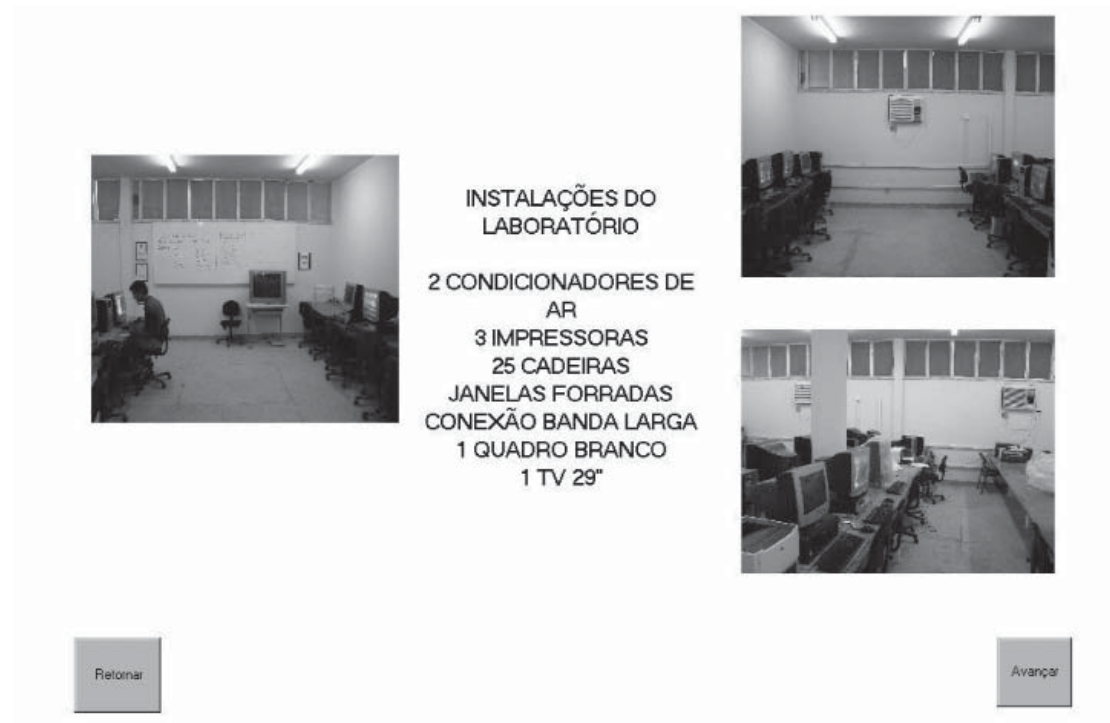 INSTALAÇÕES DO
LABORATÓRIO
2 CONDICIONADORES DE
AR
3 IMPRESSORAS
25 CADEIRAS
JANELAS FORRADAS
CONEXÃO BANDA LARGA
1 QUADRO BRANCO
1 TV 29"
Retornar
Avançar